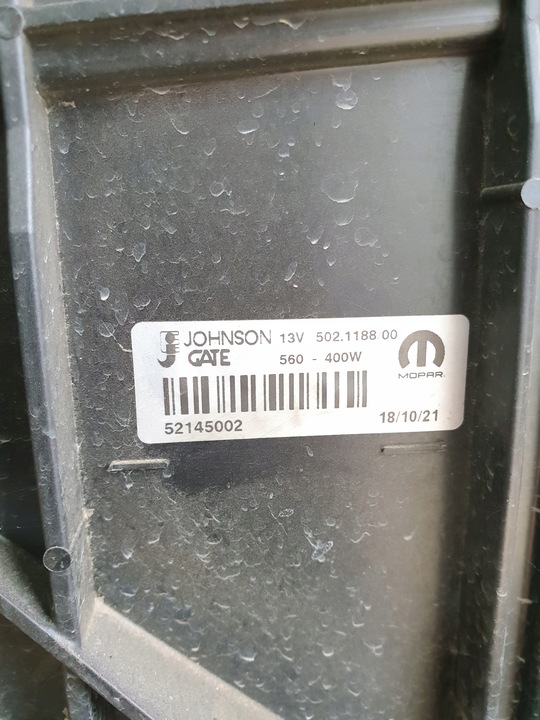 JOHNSON 13V 502.1188.00
GATE 560 - 400W
MOPAR
52145002 18/10/21